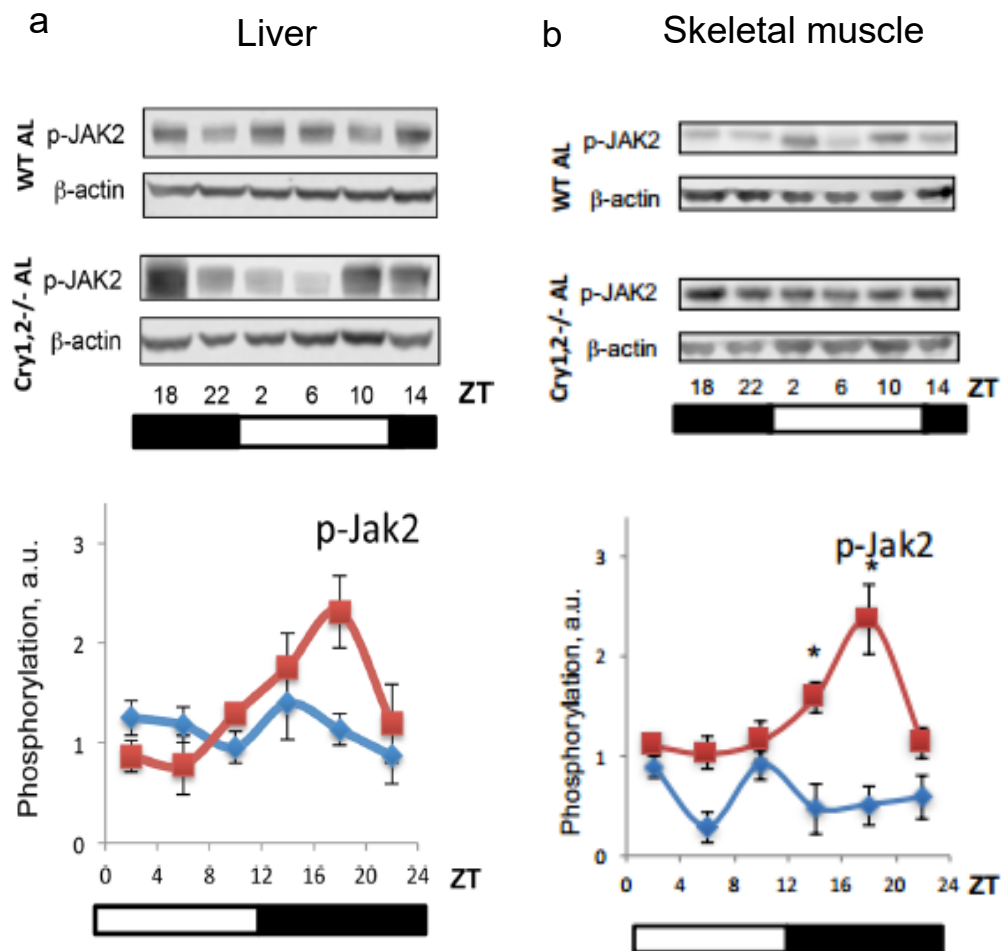 a
Liver
WT AL
p-JAK2
β-actin
Cry1,2-/- AL
p-JAK2
β-actin
18 22 2 6 10 14 ZT
p-Jak2
Phosphorylation, a.u.
3
2
1
0
0 4 8 12 16 20 24 ZT
b
Skeletal muscle
WT AL
p-JAK2
β-actin
Cry1,2-/- AL
p-JAK2
β-actin
18 22 2 6 10 14 ZT
p-Jak2
*
*
Phosphorylation, a.u.
3
2
1
0
0 4 8 12 16 20 24 ZT